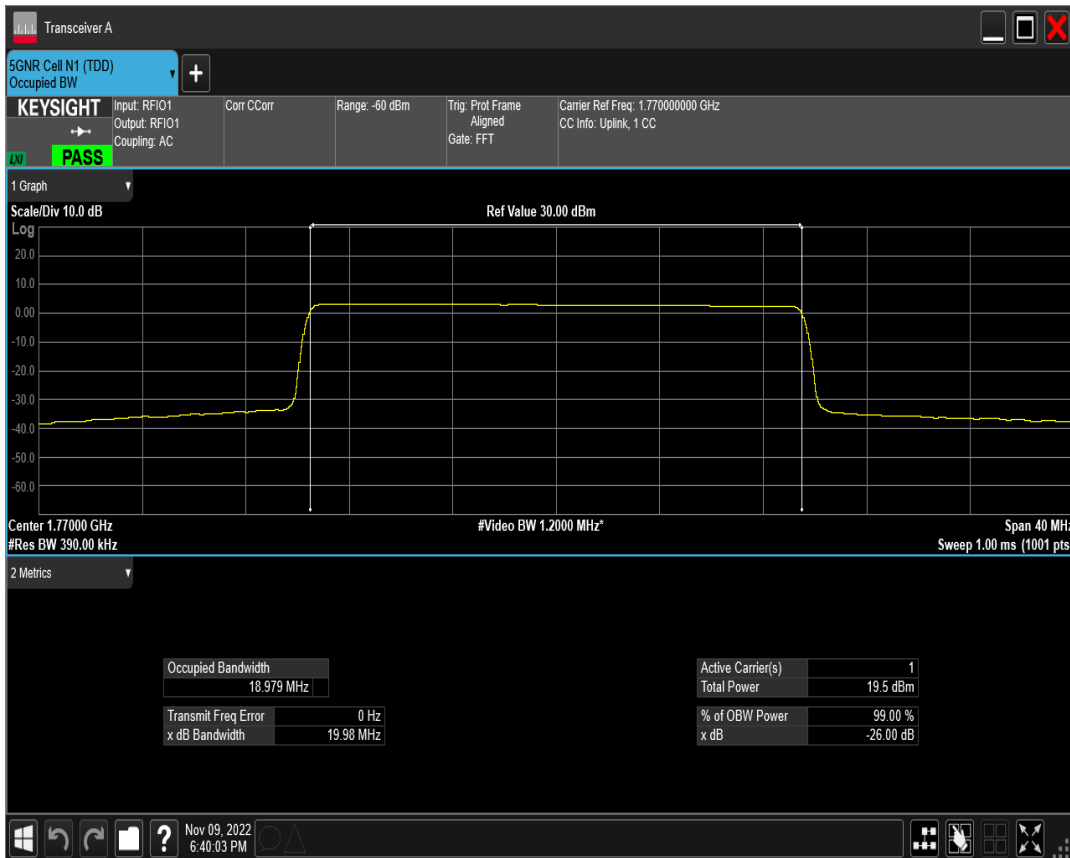 Transceiver A
5GNR Cell N1 (TDD)
Occupied BW
+
KEYSIGHT
LXI
PASS
Input: RFIO1
Output: RFIO1
Coupling: AC
Corr CCorr
Range: -60 dBm
Trig: Prot Frame
Aligned
Gate: FFT
Carrier Ref Freq: 1.770000000 GHz
CC Info: Uplink, 1 CC
1 Graph
Scale/Div 10.0 dB
Ref Value 30.00 dBm
Log
20.0
10.0
0.00
-10.0
-20.0
-30.0
-40.0
-50.0
-60.0
Center 1.77000 GHz
#Video BW 1.2000 MHz*
Span 40 MHz
#Res BW 390.00 kHz
Sweep 1.00 ms (1001 pts
2 Metrics
Occupied Bandwidth
18.979 MHz
Transmit Freq Error 0 Hz
x dB Bandwidth 19.98 MHz
Active Carrier(s) 1
Total Power 19.5 dBm
% of OBW Power 99.00 %
x dB -26.00 dB
?
Nov 09, 2022
6:40:03 PM